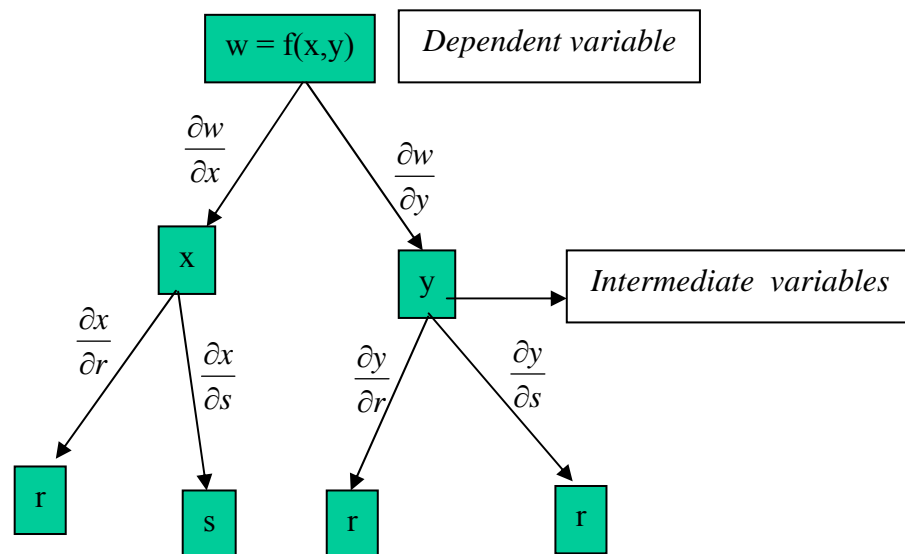 w = f(x,y)
Dependent variable
∂w/∂x
∂w/∂y
x
y
Intermediate variables
∂x/∂r
∂x/∂s
∂y/∂r
∂y/∂s
r
s
r
r